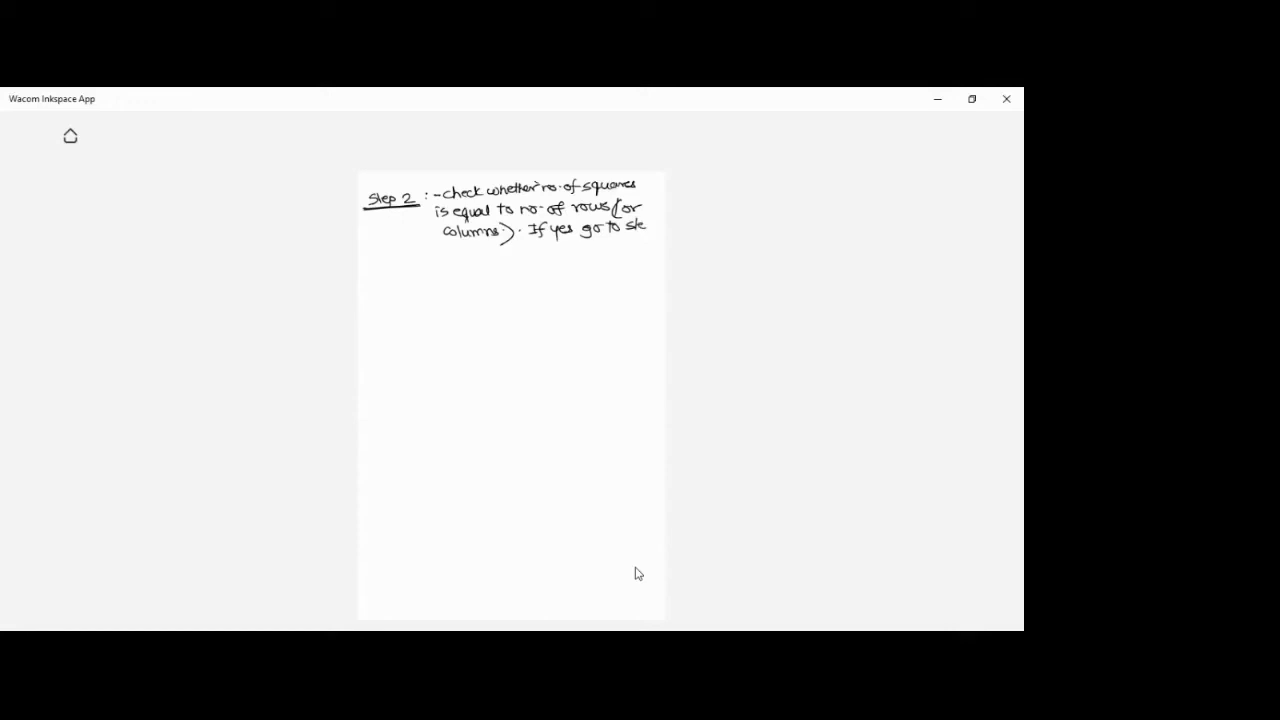 Wacom Inkspace App
Step 2 :- check whether no. of squares
is equal to no. of rows (or
columns.). If yes go to ste